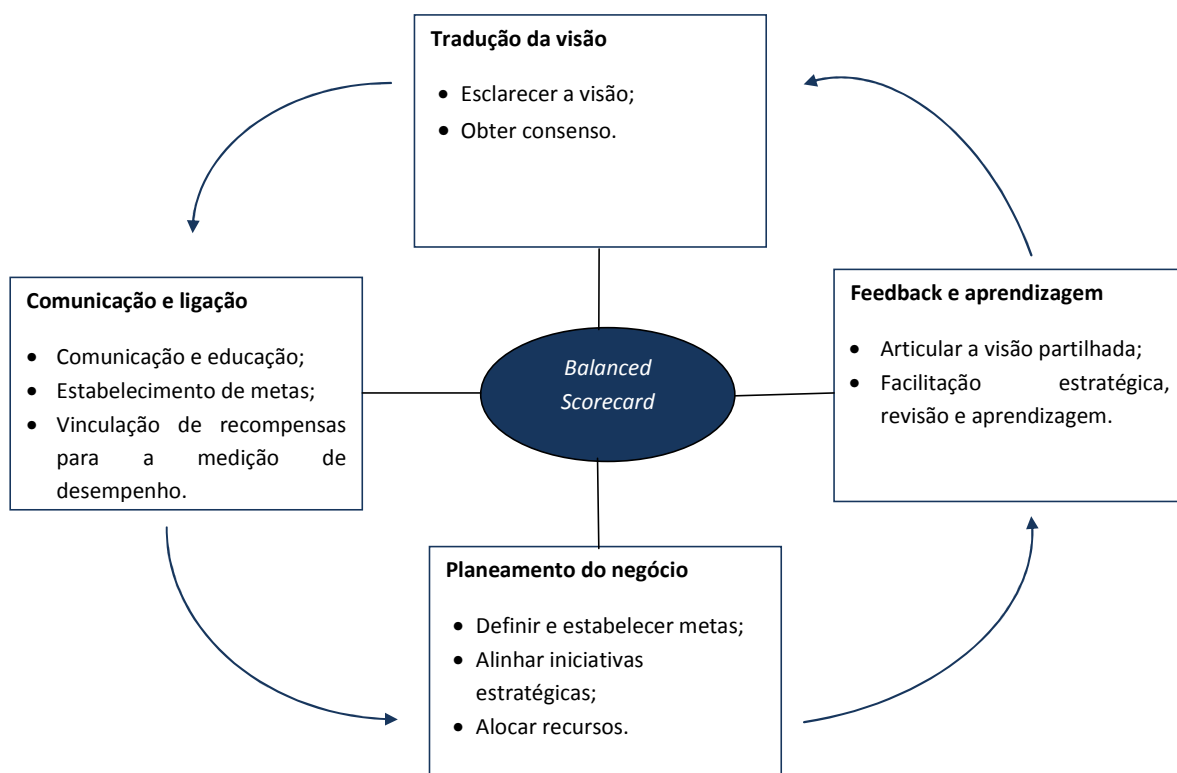 Tradução da visão
• Esclarecer a visão;
• Obter consenso.
Comunicação e ligação
• Comunicação e educação;
• Estabelecimento de metas;
• Vinculação de recompensas
para a medição de
desempenho.
Balanced
Scorecard
Feedback e aprendizagem
• Articular a visão partilhada;
• Facilitação estratégica,
revisão e aprendizagem.
Planeamento do negócio
• Definir e estabelecer metas;
• Alinhar iniciativas
estratégicas;
• Alocar recursos.